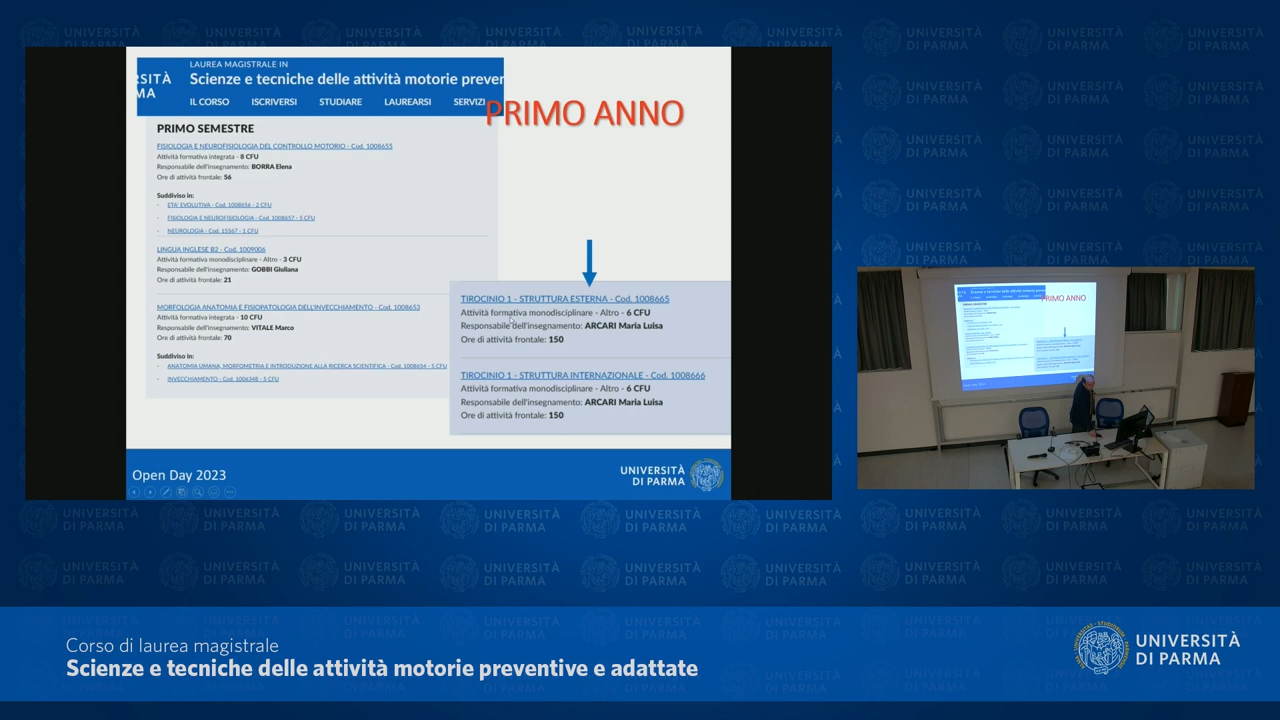 LAUREA MAGISTRALE IN
Scienze e tecniche delle attività motorie preven
SITÀ
MA
IL CORSO ISCRIVERSI STUDIARE LAUREARSI SERVIZI
PRIMO ANNO
PRIMO SEMESTRE
FISIOLOGIA E NEUROFISIOLOGIA DEL CONTROLLO MOTORIO - Cod. 1008655
Attività formativa integrata - 8 CFU
Responsabile dell'insegnamento: BORRA Elena
Ore di attività frontale: 56
Suddiviso in:
- ETA' EVOLUTIVA - Cod. 1008656 - 2 CFU
- FISIOLOGIA E NEUROFISIOLOGIA - Cod. 1008657 - 5 CFU
- NEUROLOGIA - Cod. 15567 - 1 CFU
LINGUA INGLESE B2 - Cod. 1009006
Attività formativa monodisciplinare - Altro - 3 CFU
Responsabile dell'insegnamento: GOBBI Giuliana
Ore di attività frontale: 21
MORFOLOGIA ANATOMIA E FISIOPATOLOGIA DELL'INVECCHIAMENTO - Cod. 1008653
Attività formativa integrata - 10 CFU
Responsabile dell'insegnamento: VITALE Marco
Ore di attività frontale: 70
Suddiviso in:
- ANATOMIA UMANA, MORFOMETRIA E INTRODUZIONE ALLA RICERCA SCIENTIFICA - Cod. 1008654 - 5 CFU
- INVECCHIAMENTO - Cod. 1006348 - 5 CFU
TIROCINIO 1 - STRUTTURA ESTERNA - Cod. 1008665
Attività formativa monodisciplinare - Altro - 6 CFU
Responsabile dell'insegnamento: ARCARI Maria Luisa
Ore di attività frontale: 150
TIROCINIO 1 - STRUTTURA INTERNAZIONALE - Cod. 1008666
Attività formativa monodisciplinare - Altro - 6 CFU
Responsabile dell'insegnamento: ARCARI Maria Luisa
Ore di attività frontale: 150
Open Day 2023
UNIVERSITÀ
DI PARMA
PRIMO ANNO
Corso di laurea magistrale
Scienze e tecniche delle attività motorie preventive e adattate
UNIVERSITÀ
DI PARMA